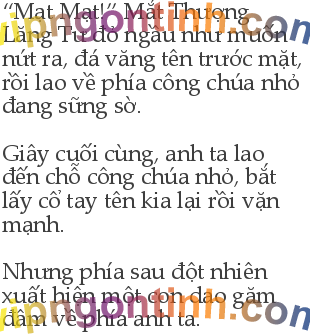 “Mạt Mạt!” Mắt Thượng
Lăng Tu đỏ ngầu như muốn
nứt ra, đá văng tên trước mặt,
rồi lao về phía công chúa nhỏ
đang sững sờ.
Giây cuối cùng, anh ta lao
đến chỗ công chúa nhỏ, bắt
lấy cổ tay tên kia lại rồi vặn
mạnh.
Nhưng phía sau đột nhiên
xuất hiện một con dao găm
đâm về phía anh ta.